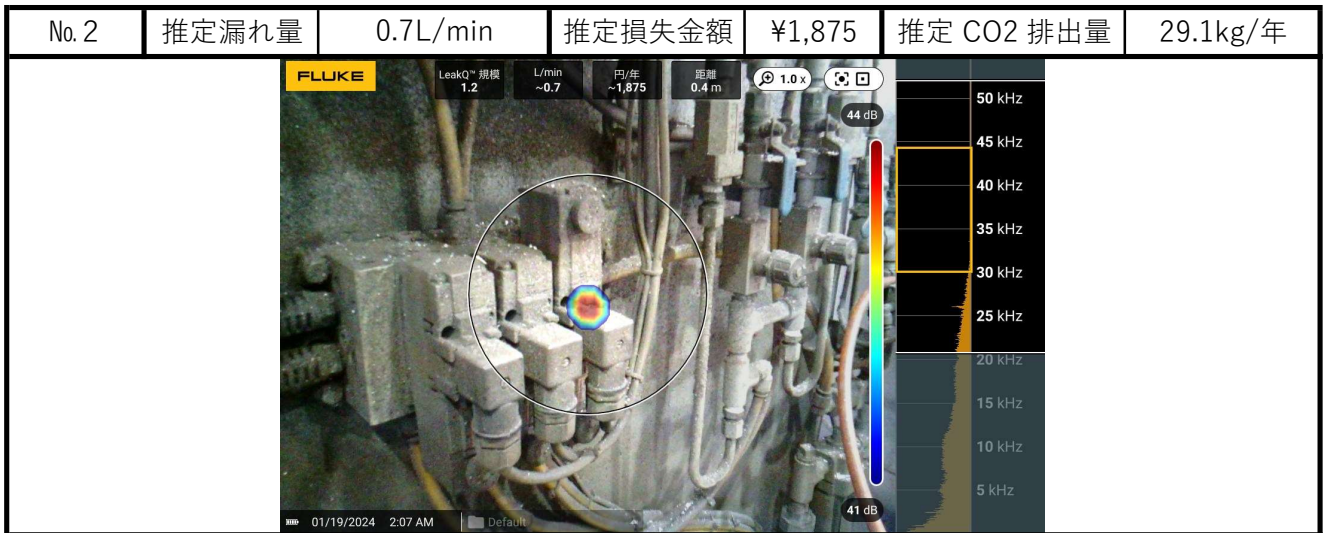 № 2 推定漏れ量 0.7L/min 推定損失金額 ¥1,875 推定 CO2 排出量 29.1kg/年
FLUKE
LeakQ™ 規模
1.2
L/min
~0.7
円/年
~1,875
距離
0.4 m
1.0 x
44 dB
50 kHz
45 kHz
40 kHz
35 kHz
30 kHz
25 kHz
20 kHz
15 kHz
10 kHz
5 kHz
41 dB
01/19/2024 2:07 AM Default